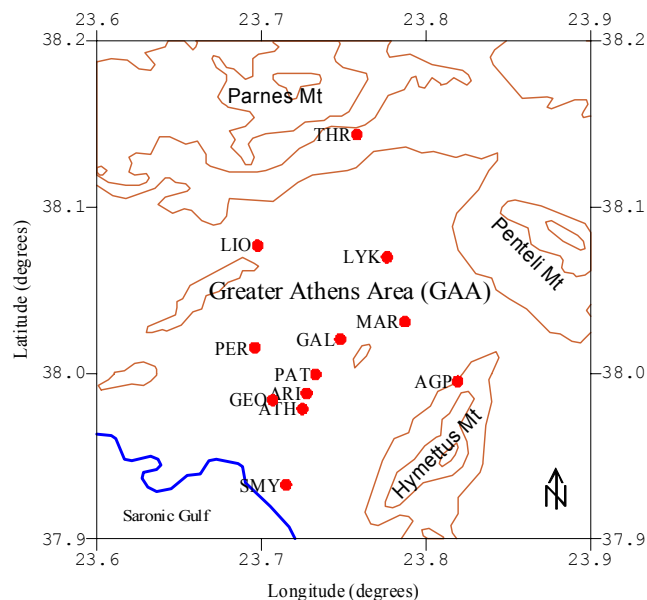 23.6 23.7 23.8 23.9
38.2 38.2
Parnes Mt
THR
38.1 38.1
Penteli Mt
LIO
LYK
Greater Athens Area (GAA)
MAR
GAL
PER
38.0 38.0
PAT
AGP
ARI
GEO
ATH
Hymettus Mt
SMY
N
Saronic Gulf
37.9 37.9
23.6 23.7 23.8 23.9
Longitude (degrees)
Latitude (degrees)